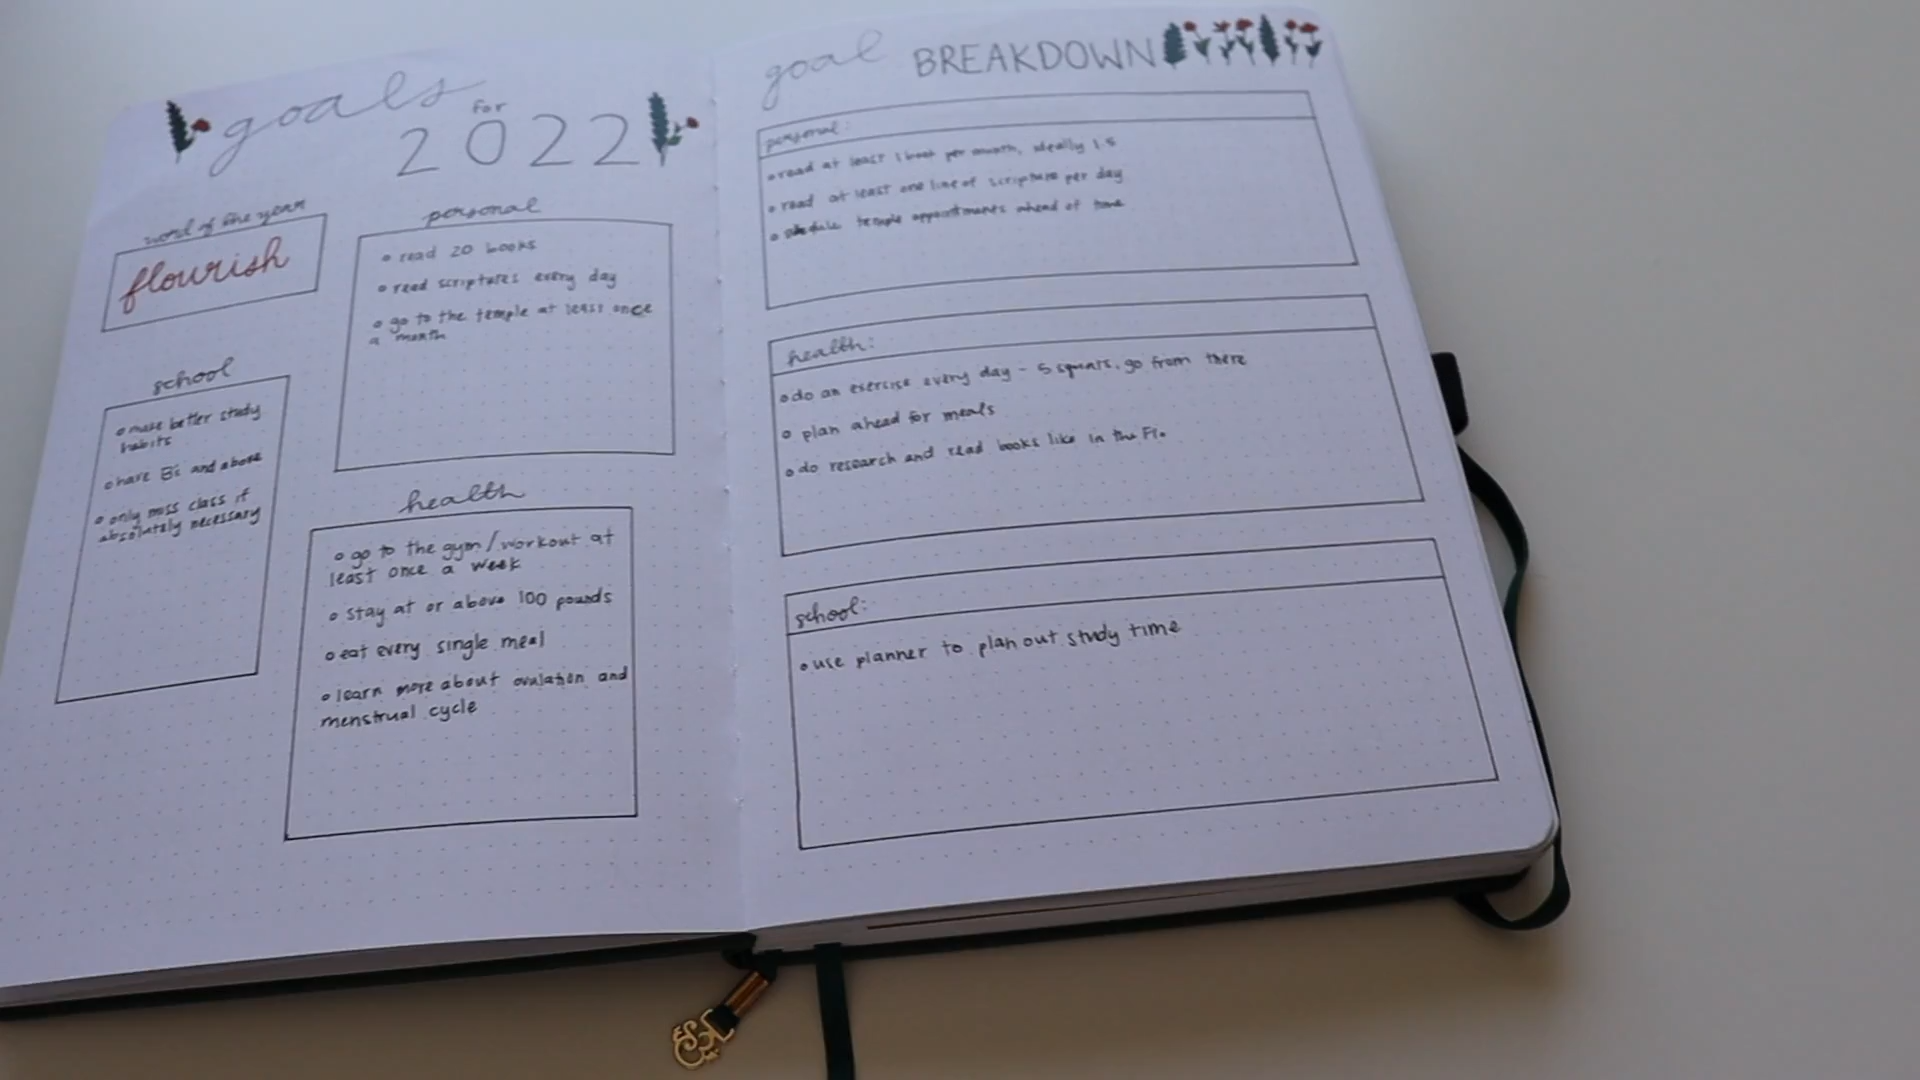 goals
for
2022
word of the year
flourish
personal
o read 20 books
o read scriptures every day
o go to the temple at least once
a month
school
o make better study
habits
o have B's and above
o only miss class if
absolutely necessary
health
o go to the gym/workout at
least once a week
o stay at or above 100 pounds
o eat every single meal
o learn more about ovulation and
menstrual cycle
goal BREAKDOWN
personal:
o read at least 1 book per month, ideally 1.5
o read at least one line of scripture per day
o schedule temple appointments ahead of time
health:
o do an exercise every day - 5 squats, go from there
o plan ahead for meals
o do research and read books like In the Flo
school:
o use planner to plan out study time